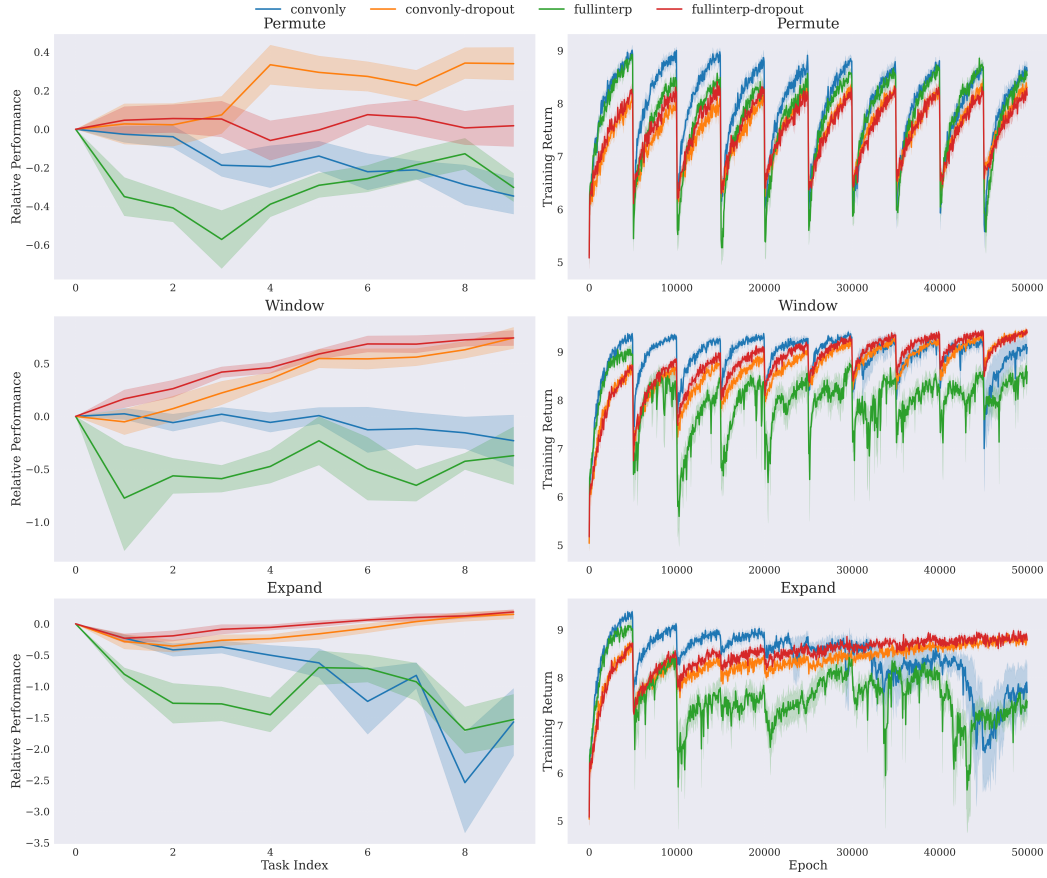 convonly convonly-dropout fullinterp fullinterp-dropout
Permute Permute
Relative Performance
0.4
0.2
0.0
−0.2
−0.4
−0.6
0 2 4 6 8
Training Return
9
8
7
6
5
0 10000 20000 30000 40000 50000
Window Window
Relative Performance
0.5
0.0
−0.5
−1.0
0 2 4 6 8
Training Return
9
8
7
6
5
0 10000 20000 30000 40000 50000
Expand Expand
Relative Performance
0.0
−0.5
−1.0
−1.5
−2.0
−2.5
−3.0
−3.5
0 2 4 6 8
Task Index
Training Return
9
8
7
6
5
0 10000 20000 30000 40000 50000
Epoch